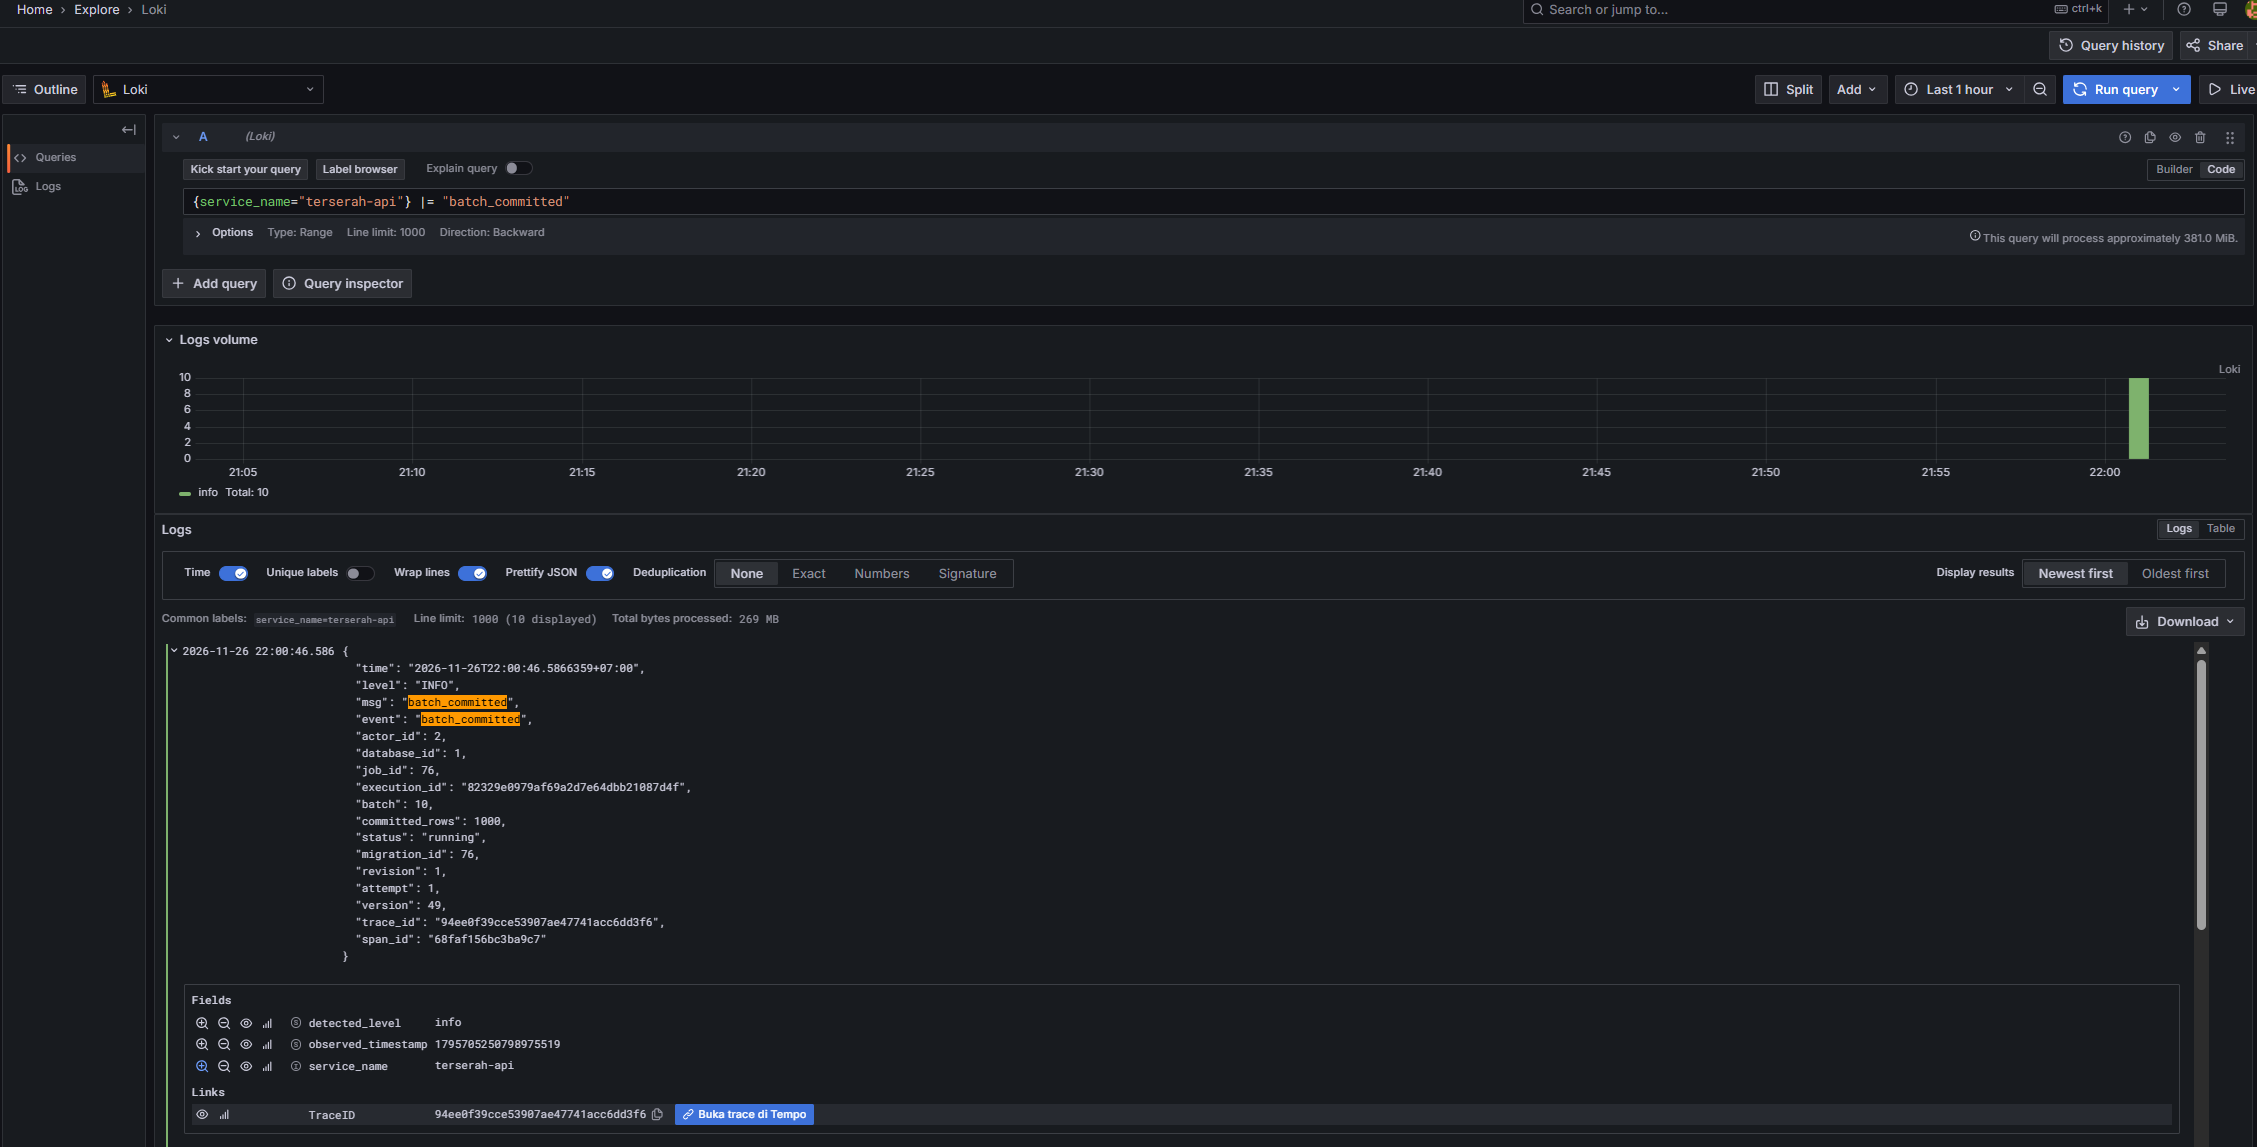 Home › Explore › Loki
Search or jump to... ctrl+k
Query history Share
Outline Loki Split Add Last 1 hour Run query Live
Queries
Logs
A (Loki)
Kick start your query Label browser Explain query Builder Code
{service_name="terserah-api"} |= "batch_committed"
Options Type: Range Line limit: 1000 Direction: Backward This query will process approximately 381.0 MiB.
+ Add query Query inspector
Logs volume
Loki
10
8
6
4
2
0
21:05 21:10 21:15 21:20 21:25 21:30 21:35 21:40 21:45 21:50 21:55 22:00
info Total: 10
Logs Logs Table
Time Unique labels Wrap lines Prettify JSON Deduplication None Exact Numbers Signature Display results Newest first Oldest first
Common labels: service_name=terserah-api Line limit: 1000 (10 displayed) Total bytes processed: 269 MB Download
2026-11-26 22:00:46.586 {
"time": "2026-11-26T22:00:46.5866359+07:00",
"level": "INFO",
"msg": "batch_committed",
"event": "batch_committed",
"actor_id": 2,
"database_id": 1,
"job_id": 76,
"execution_id": "82329e0979af69a2d7e64dbb21087d4f",
"batch": 10,
"committed_rows": 1000,
"status": "running",
"migration_id": 76,
"revision": 1,
"attempt": 1,
"version": 49,
"trace_id": "94ee0f39cce53907ae47741acc6dd3f6",
"span_id": "68faf156bc3ba9c7"
}
Fields
detected_level info
observed_timestamp 1795705250798975519
service_name terserah-api
Links
TraceID 94ee0f39cce53907ae47741acc6dd3f6 Buka trace di Tempo